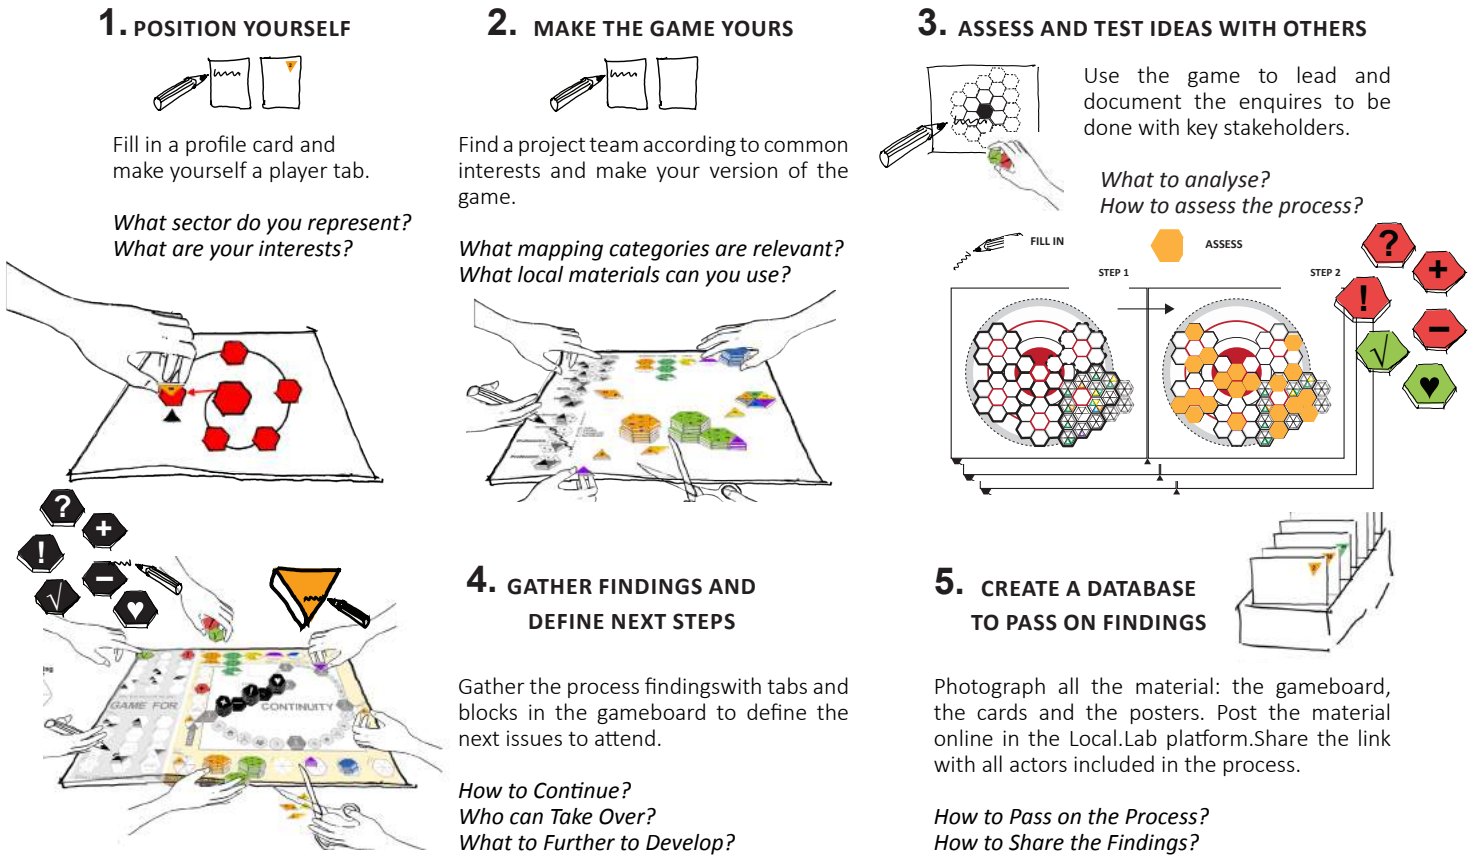 1. POSITION YOURSELF
Fill in a profile card and
make yourself a player tab.
What sector do you represent?
What are your interests?
2. MAKE THE GAME YOURS
Find a project team according to common
interests and make your version of the
game.
What mapping categories are relevant?
What local materials can you use?
3. ASSESS AND TEST IDEAS WITH OTHERS
Use the game to lead and
document the enquires to be
done with key stakeholders.
What to analyse?
How to assess the process?
FILL IN
ASSESS
STEP 1
STEP 2
?
+
!
−
√
♥
?
+
!
−
√
♥
GAME FOR
CONTINUITY
4. GATHER FINDINGS AND
DEFINE NEXT STEPS
Gather the process findingswith tabs and
blocks in the gameboard to define the
next issues to attend.
How to Continue?
Who can Take Over?
What to Further to Develop?
5. CREATE A DATABASE
TO PASS ON FINDINGS
Photograph all the material: the gameboard,
the cards and the posters. Post the material
online in the Local.Lab platform.Share the link
with all actors included in the process.
How to Pass on the Process?
How to Share the Findings?